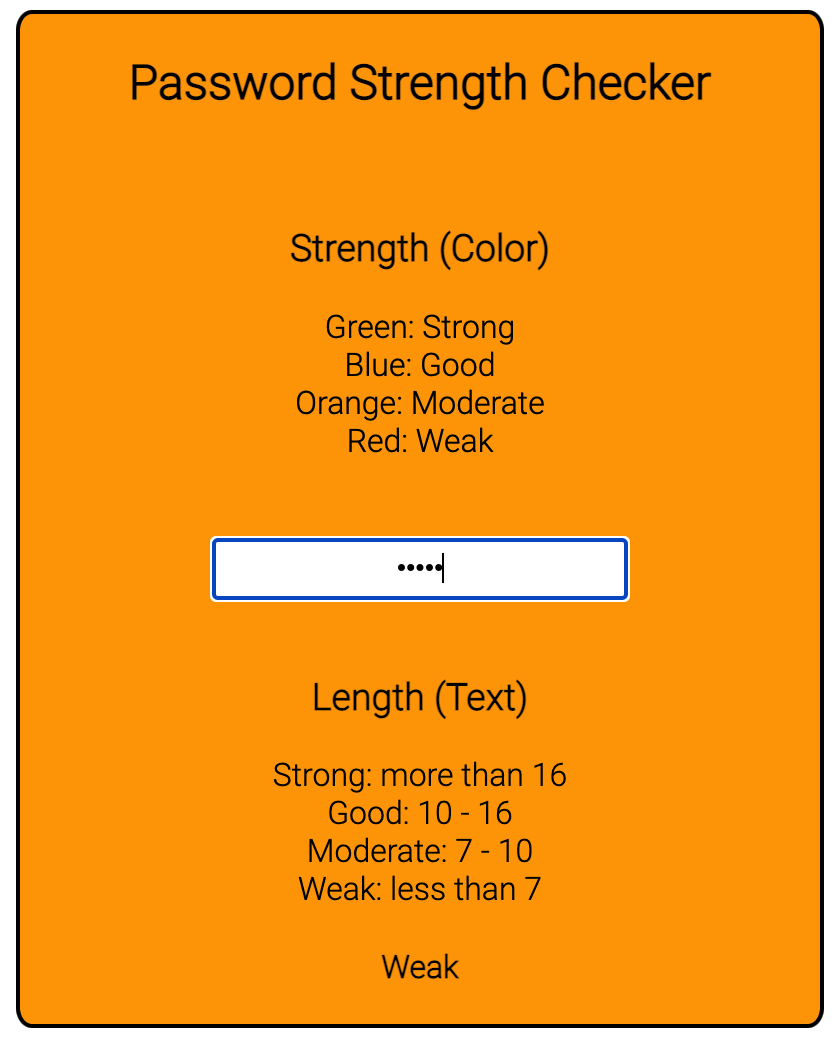 Password Strength Checker
Strength (Color)
Green: Strong
Blue: Good
Orange: Moderate
Red: Weak
•••••
Length (Text)
Strong: more than 16
Good: 10 - 16
Moderate: 7 - 10
Weak: less than 7
Weak